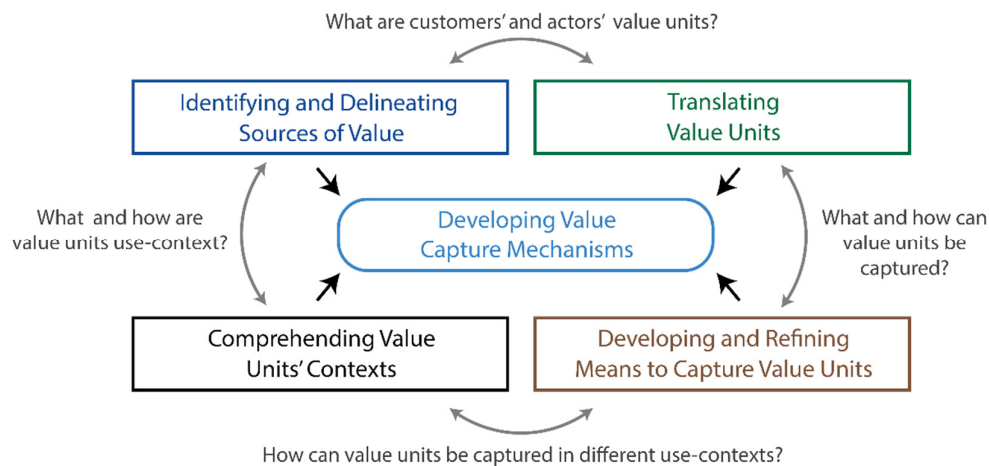 What are customers' and actors' value units?
Identifying and Delineating
Sources of Value
Translating
Value Units
What and how are
value units use-context?
Developing Value
Capture Mechanisms
What and how can
value units be
captured?
Comprehending Value
Units' Contexts
Developing and Refining
Means to Capture Value Units
How can value units be captured in different use-contexts?